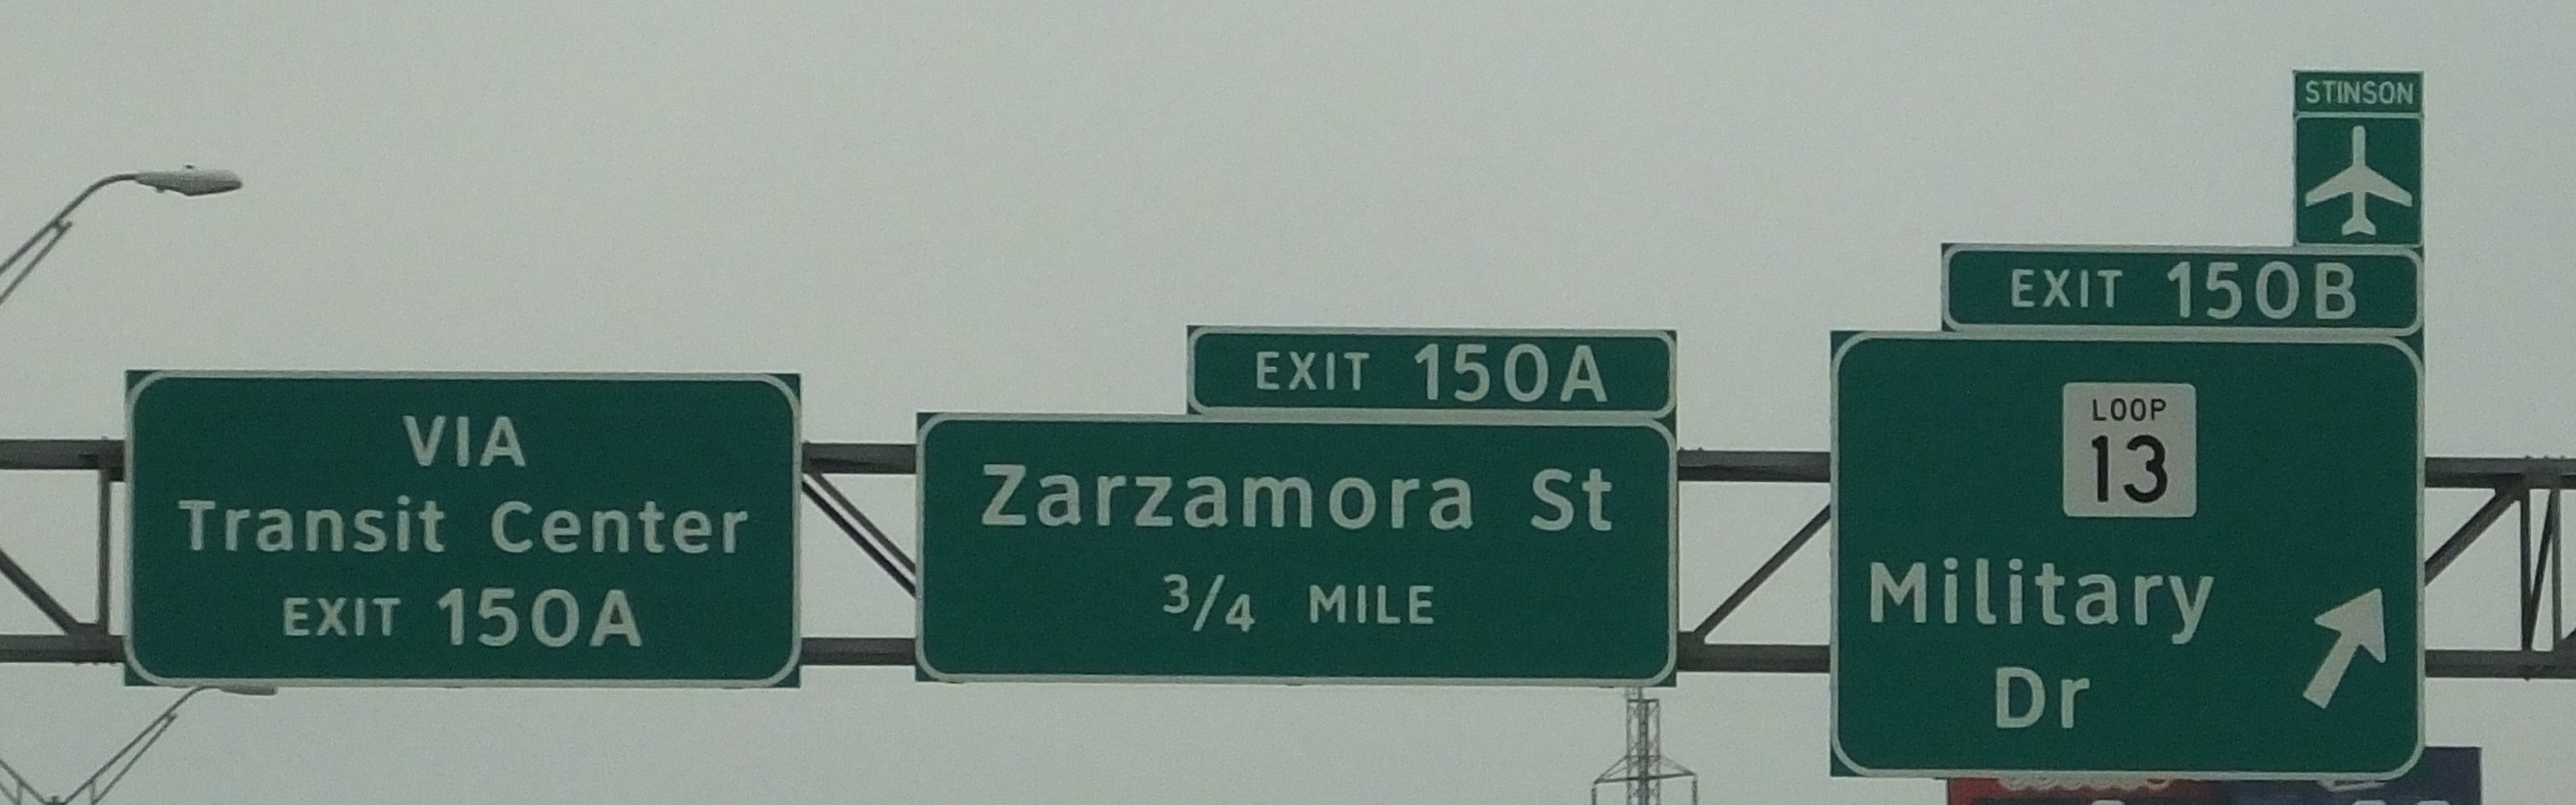 VIA
Transit Center
EXIT 150A
EXIT 150A
Zarzamora St
3/4 MILE
STINSON
EXIT 150B
LOOP
13
Military
Dr